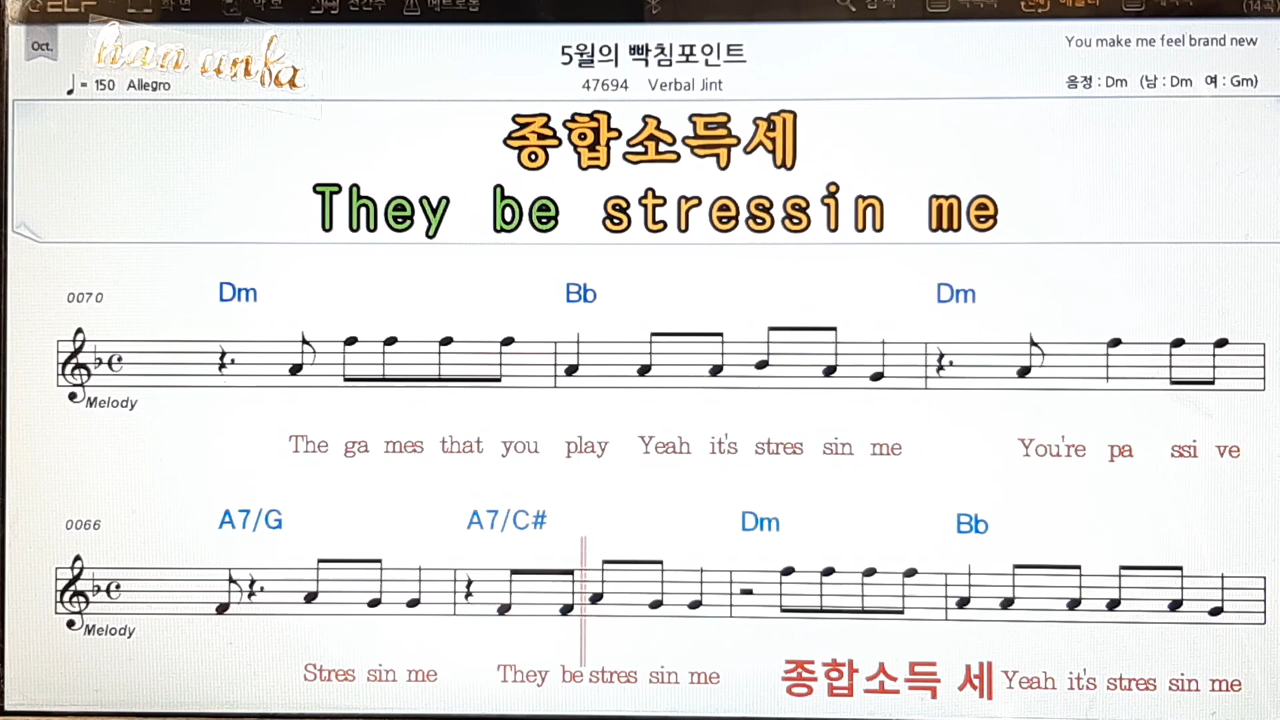 Oct.
han unfa
♩ = 150 Allegro
5월의 빡침포인트
47694 Verbal Jint
You make me feel brand new
음정 : Dm (남 : Dm 여 : Gm)
종합소득세
They be stressin me
0070
Dm Bb Dm
Melody
The ga mes that you play Yeah it's stres sin me You're pa ssi ve
0066
A7/G A7/C# Dm Bb
Melody
Stres sin me They be stres sin me 종합소득 세 Yeah it's stres sin me